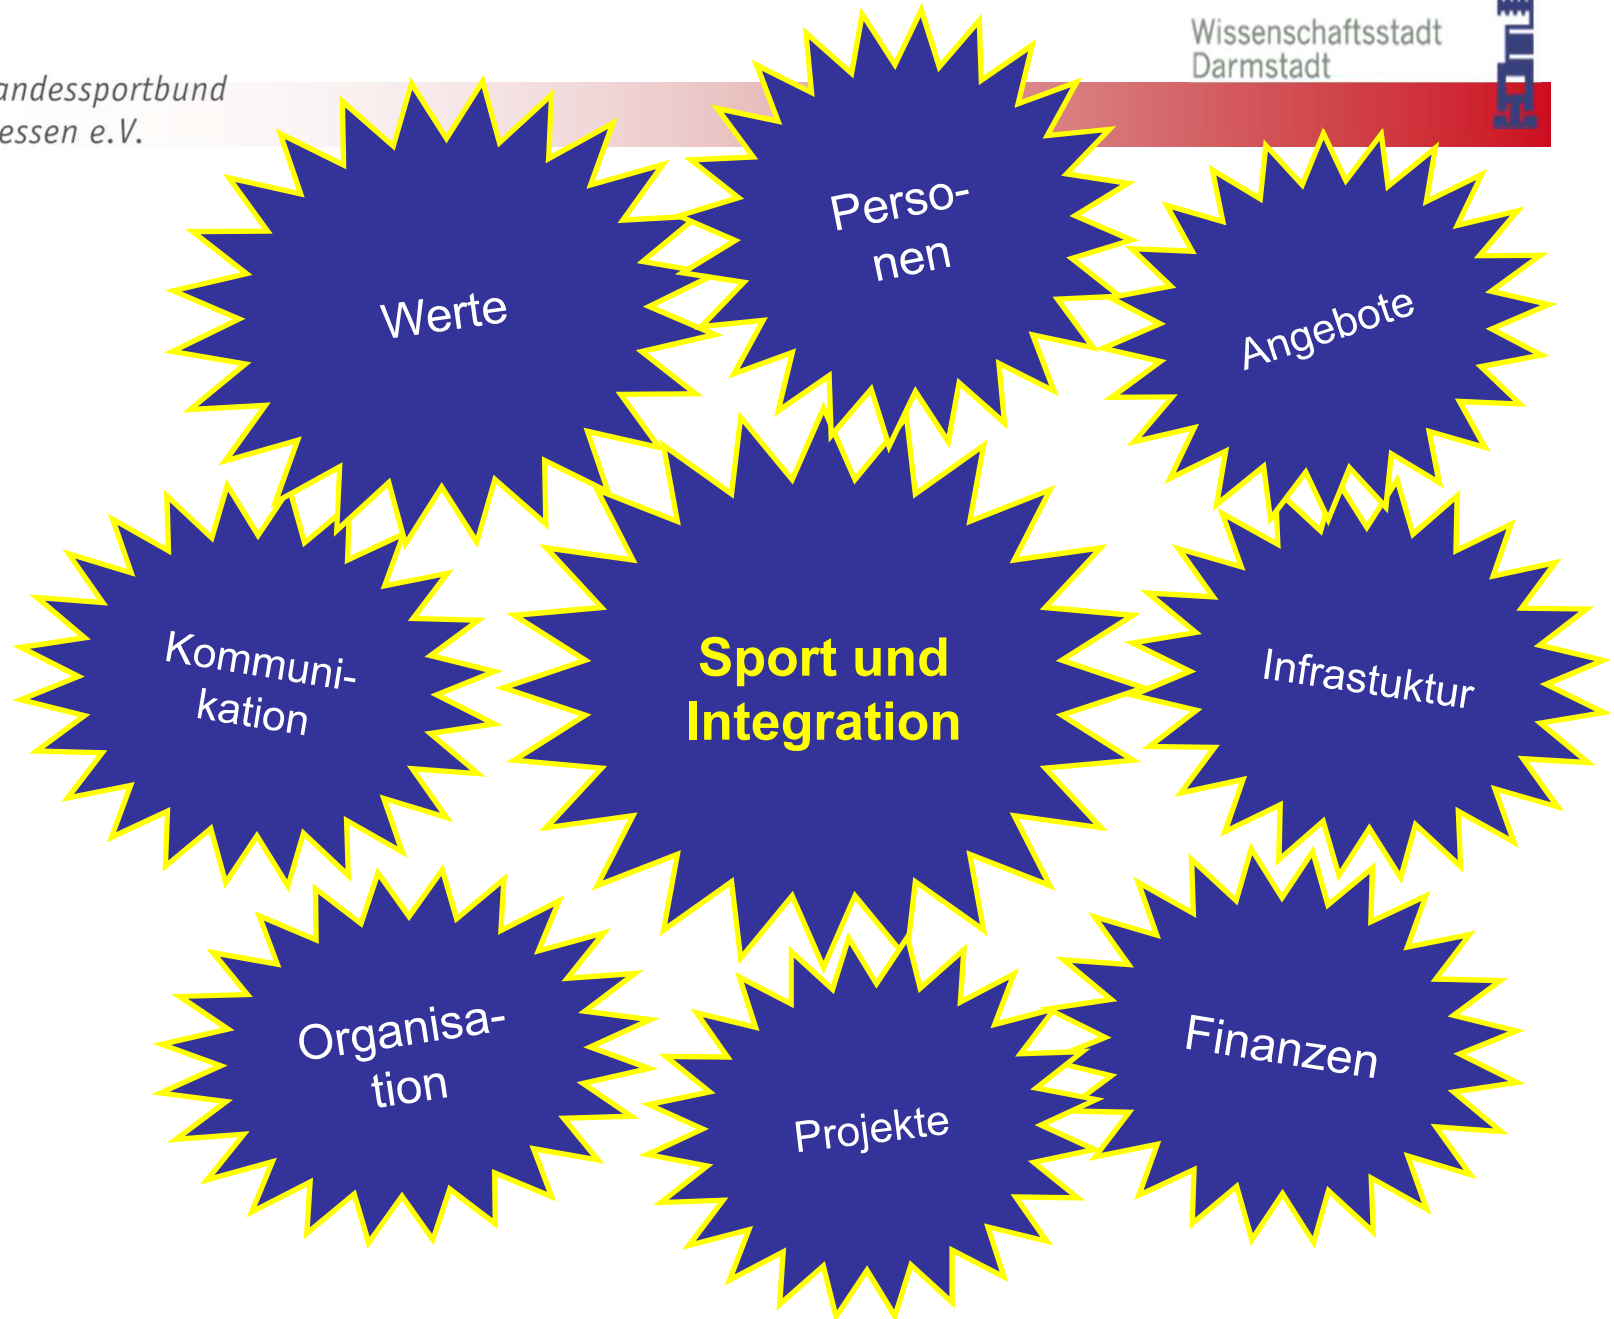 Wissenschaftsstadt
Darmstadt
andessportbund
essen e.V.
Perso-
nen
Werte
Angebote
Kommuni-
kation
Sport und
Integration
Infrastuktur
Organisa-
tion
Projekte
Finanzen